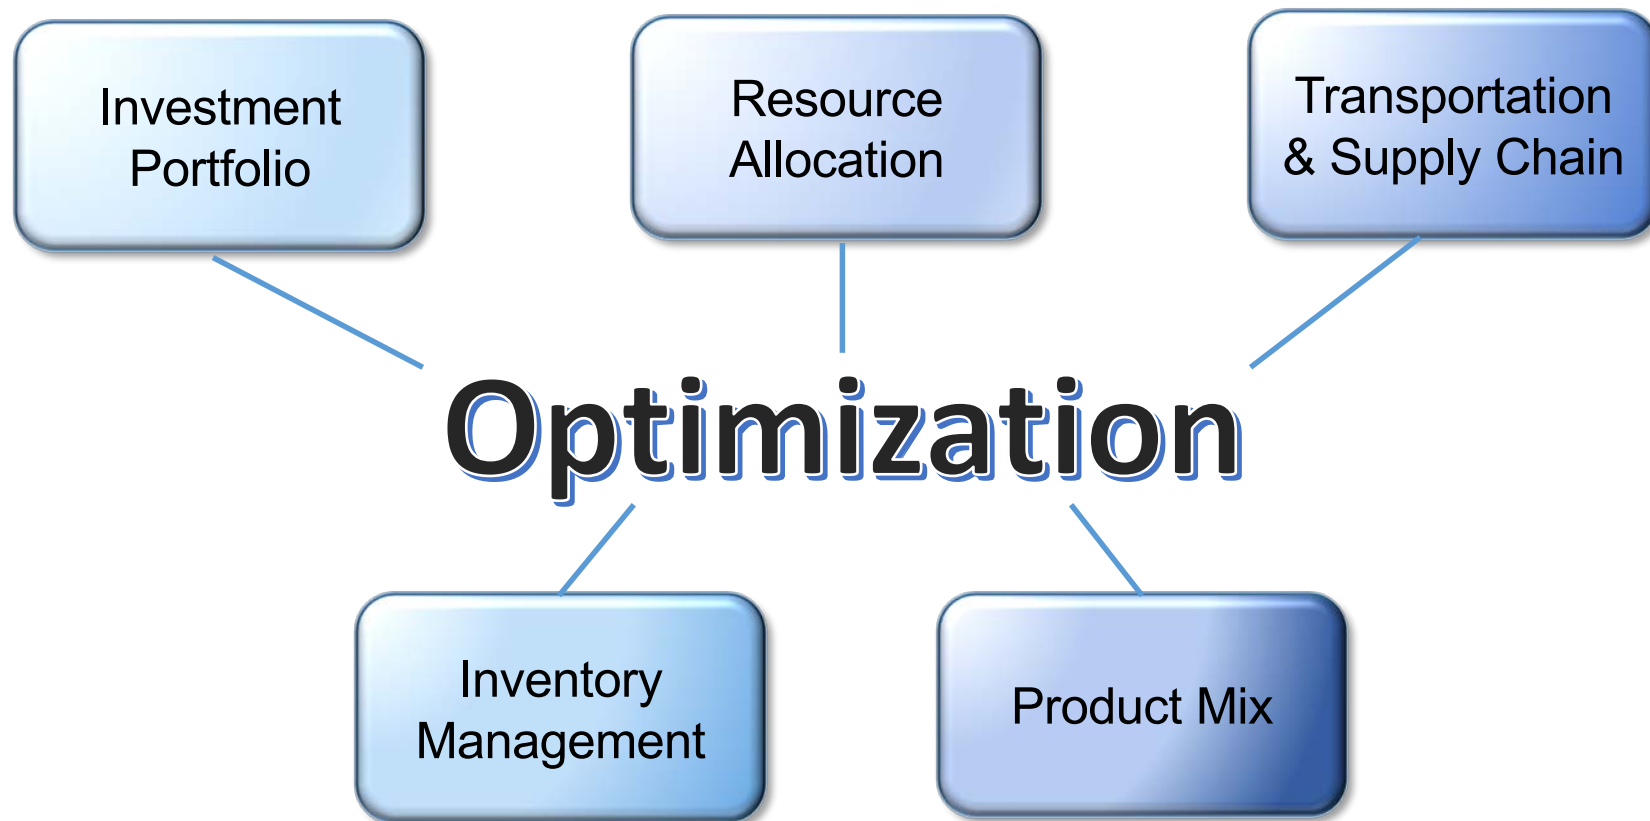 Investment
Portfolio
Resource
Allocation
Transportation
& Supply Chain
Optimization
Inventory
Management
Product Mix